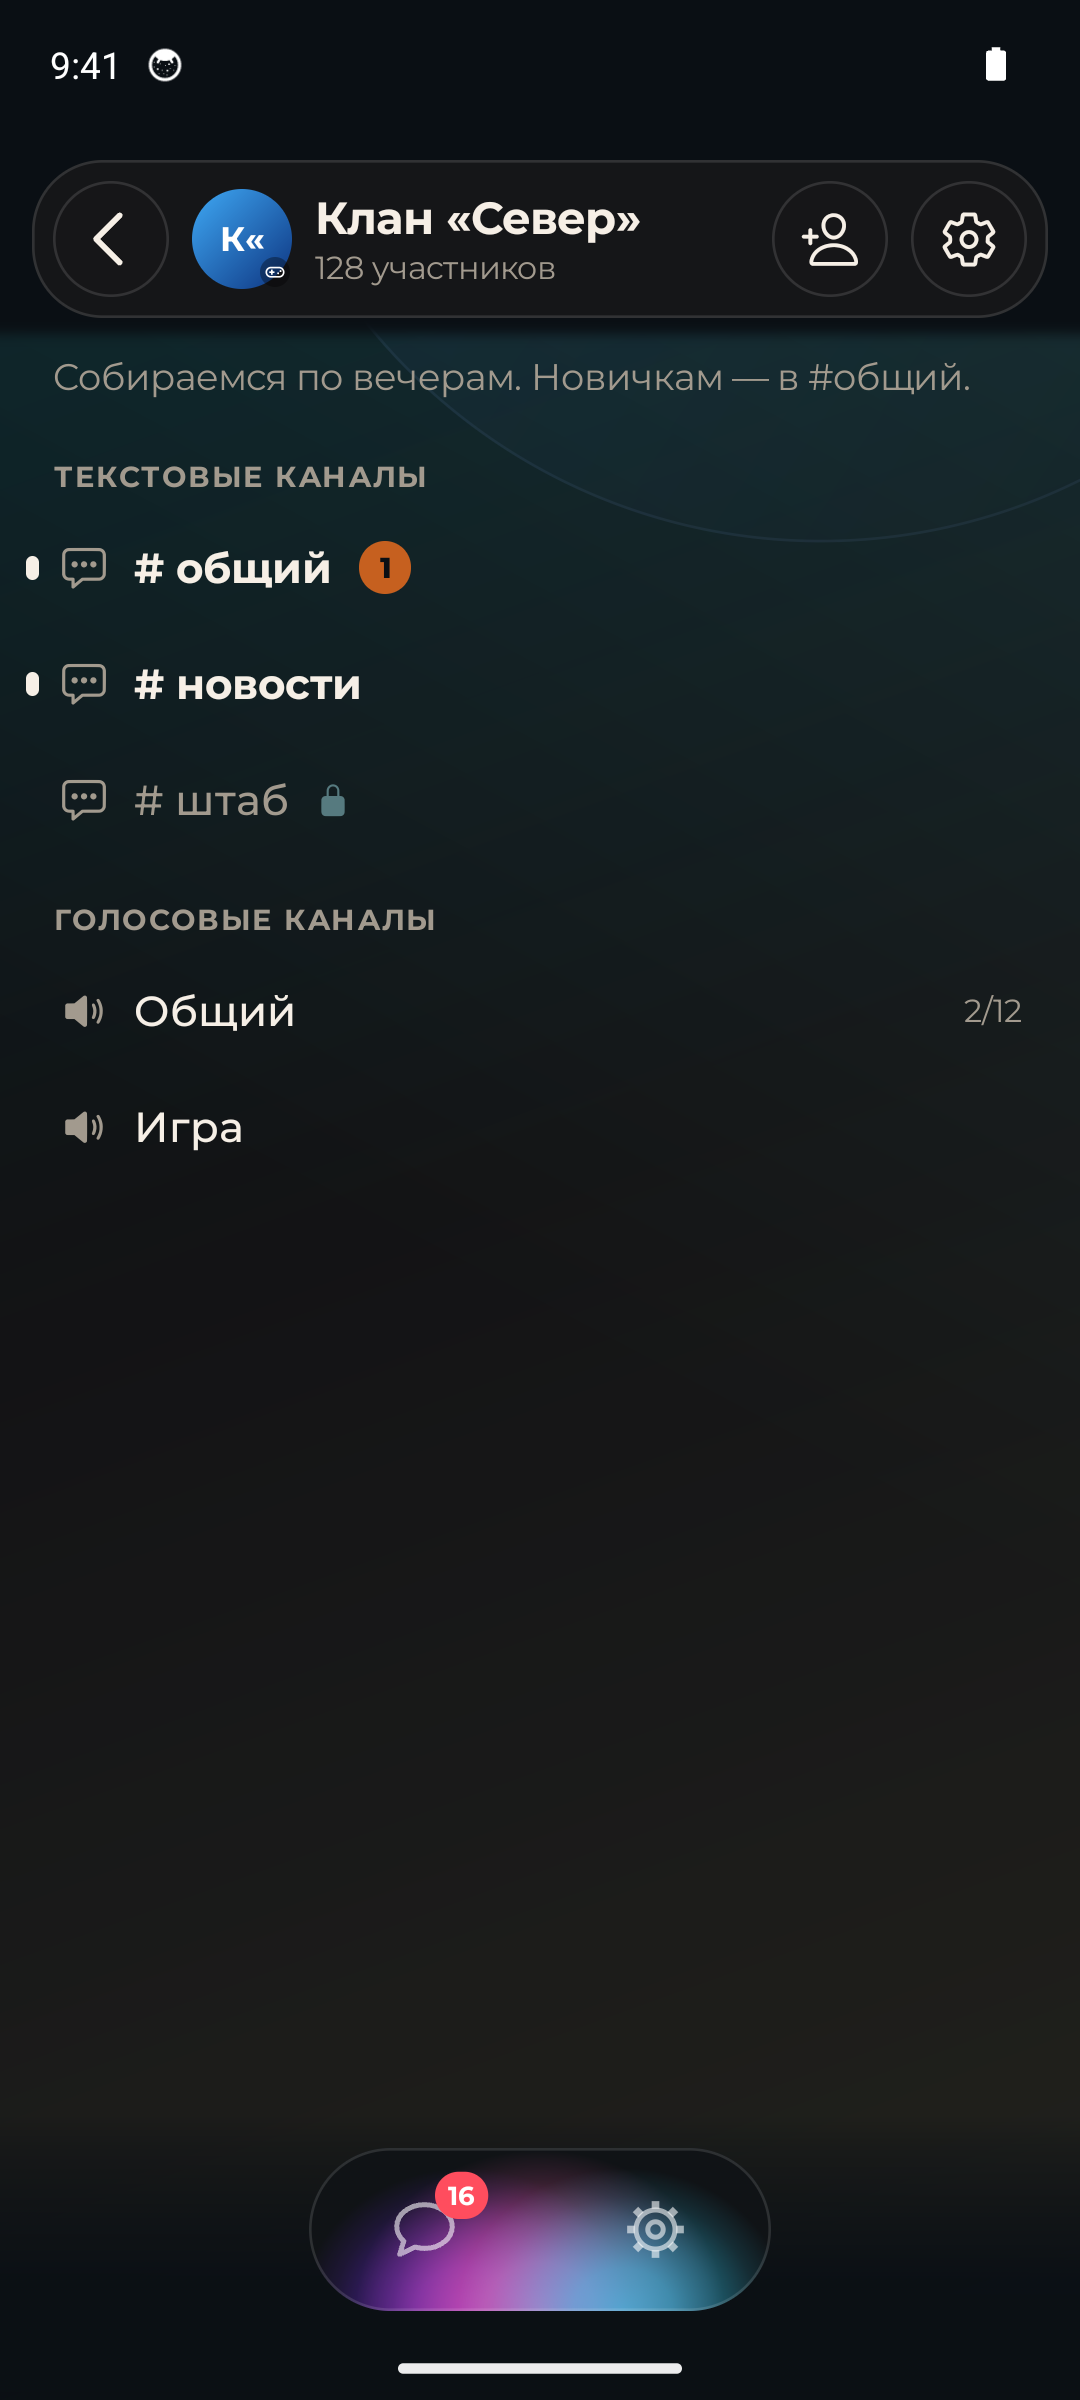 9:41
К«
Клан «Север»
128 участников
Собираемся по вечерам. Новичкам — в #общий.
ТЕКСТОВЫЕ КАНАЛЫ
# общий 1
# новости
# штаб
ГОЛОСОВЫЕ КАНАЛЫ
Общий 2/12
Игра
16